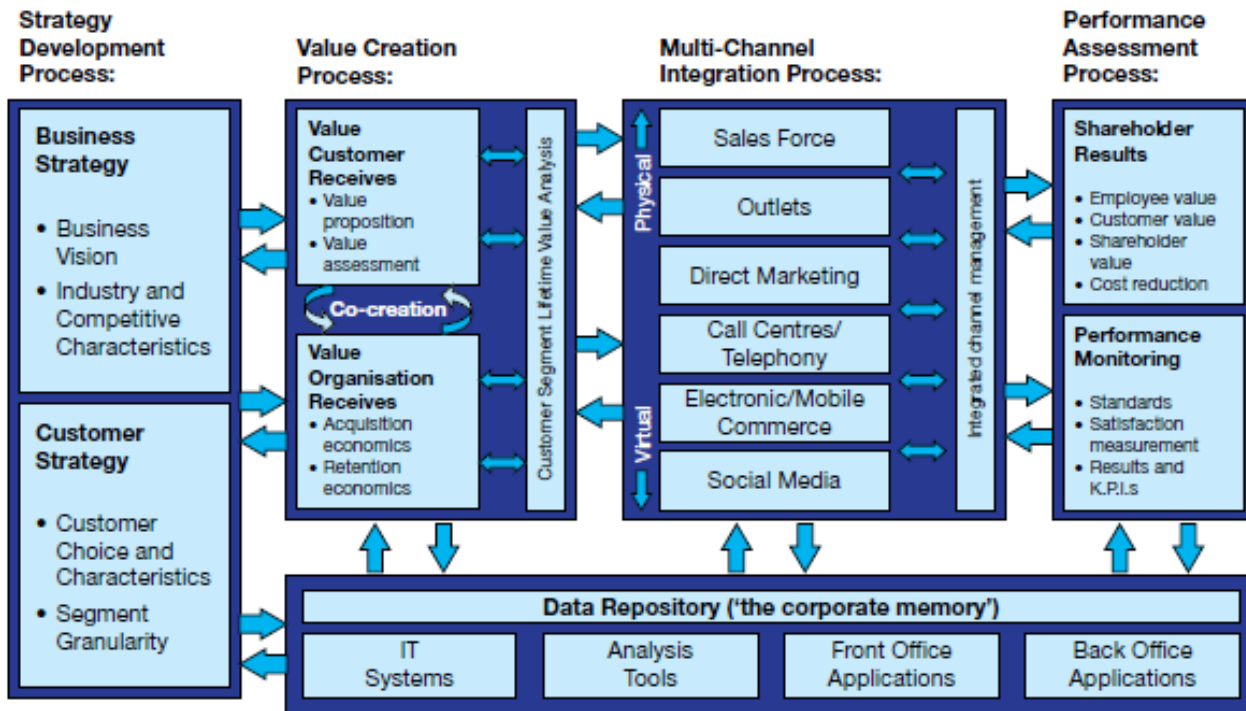 Strategy
Development
Process:
Value Creation
Process:
Multi-Channel
Integration Process:
Performance
Assessment
Process:
Business
Strategy
• Business
Vision
• Industry and
Competitive
Characteristics
Customer
Strategy
• Customer
Choice and
Characteristics
• Segment
Granularity
Value
Customer
Receives
• Value
proposition
• Value
assessment
Co-creation
Value
Organisation
Receives
• Acquisition
economics
• Retention
economics
Customer Segment Lifetime Value Analysis
Physical
Virtual
Sales Force
Outlets
Direct Marketing
Call Centres/
Telephony
Electronic/Mobile
Commerce
Social Media
Integrated channel management
Shareholder
Results
• Employee value
• Customer value
• Shareholder
value
• Cost reduction
Performance
Monitoring
• Standards
• Satisfaction
measurement
• Results and
K.P.I.s
Data Repository (‘the corporate memory’)
IT
Systems
Analysis
Tools
Front Office
Applications
Back Office
Applications